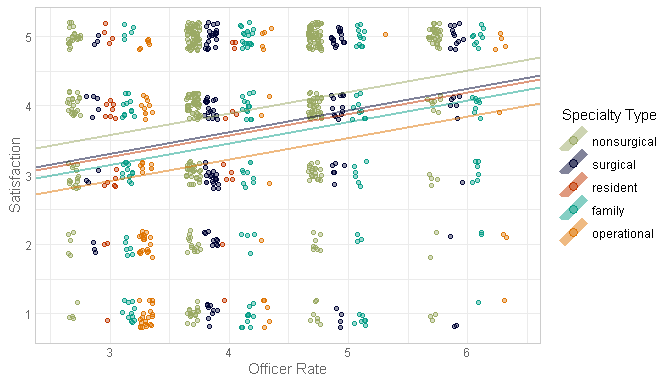 5
4
3
2
1
Satisfaction
3 4 5 6
Officer Rate
Specialty Type
nonsurgical
surgical
resident
family
operational